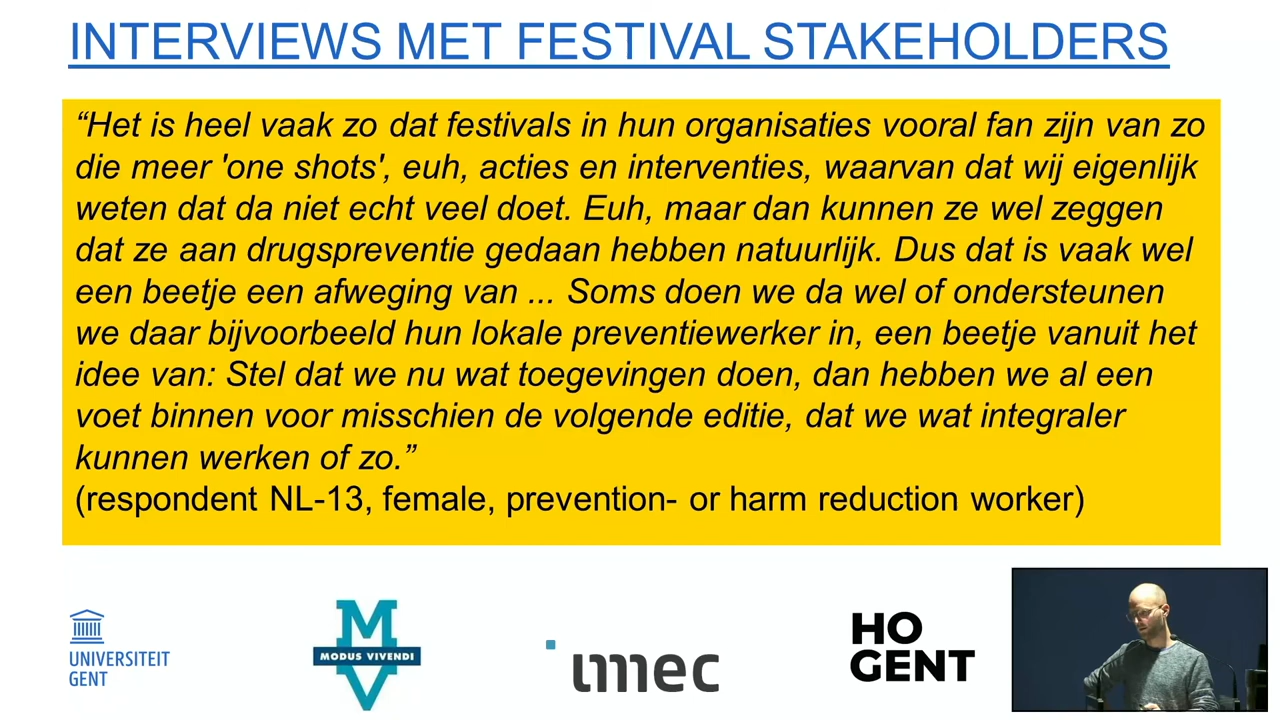 INTERVIEWS MET FESTIVAL STAKEHOLDERS
“Het is heel vaak zo dat festivals in hun organisaties vooral fan zijn van zo
die meer 'one shots', euh, acties en interventies, waarvan dat wij eigenlijk
weten dat da niet echt veel doet. Euh, maar dan kunnen ze wel zeggen
dat ze aan drugspreventie gedaan hebben natuurlijk. Dus dat is vaak wel
een beetje een afweging van ... Soms doen we da wel of ondersteunen
we daar bijvoorbeeld hun lokale preventiewerker in, een beetje vanuit het
idee van: Stel dat we nu wat toegevingen doen, dan hebben we al een
voet binnen voor misschien de volgende editie, dat we wat integraler
kunnen werken of zo.”
(respondent NL-13, female, prevention- or harm reduction worker)
UNIVERSITEIT
GENT
M
MODUS VIVENDI
V
imec
HO
GENT